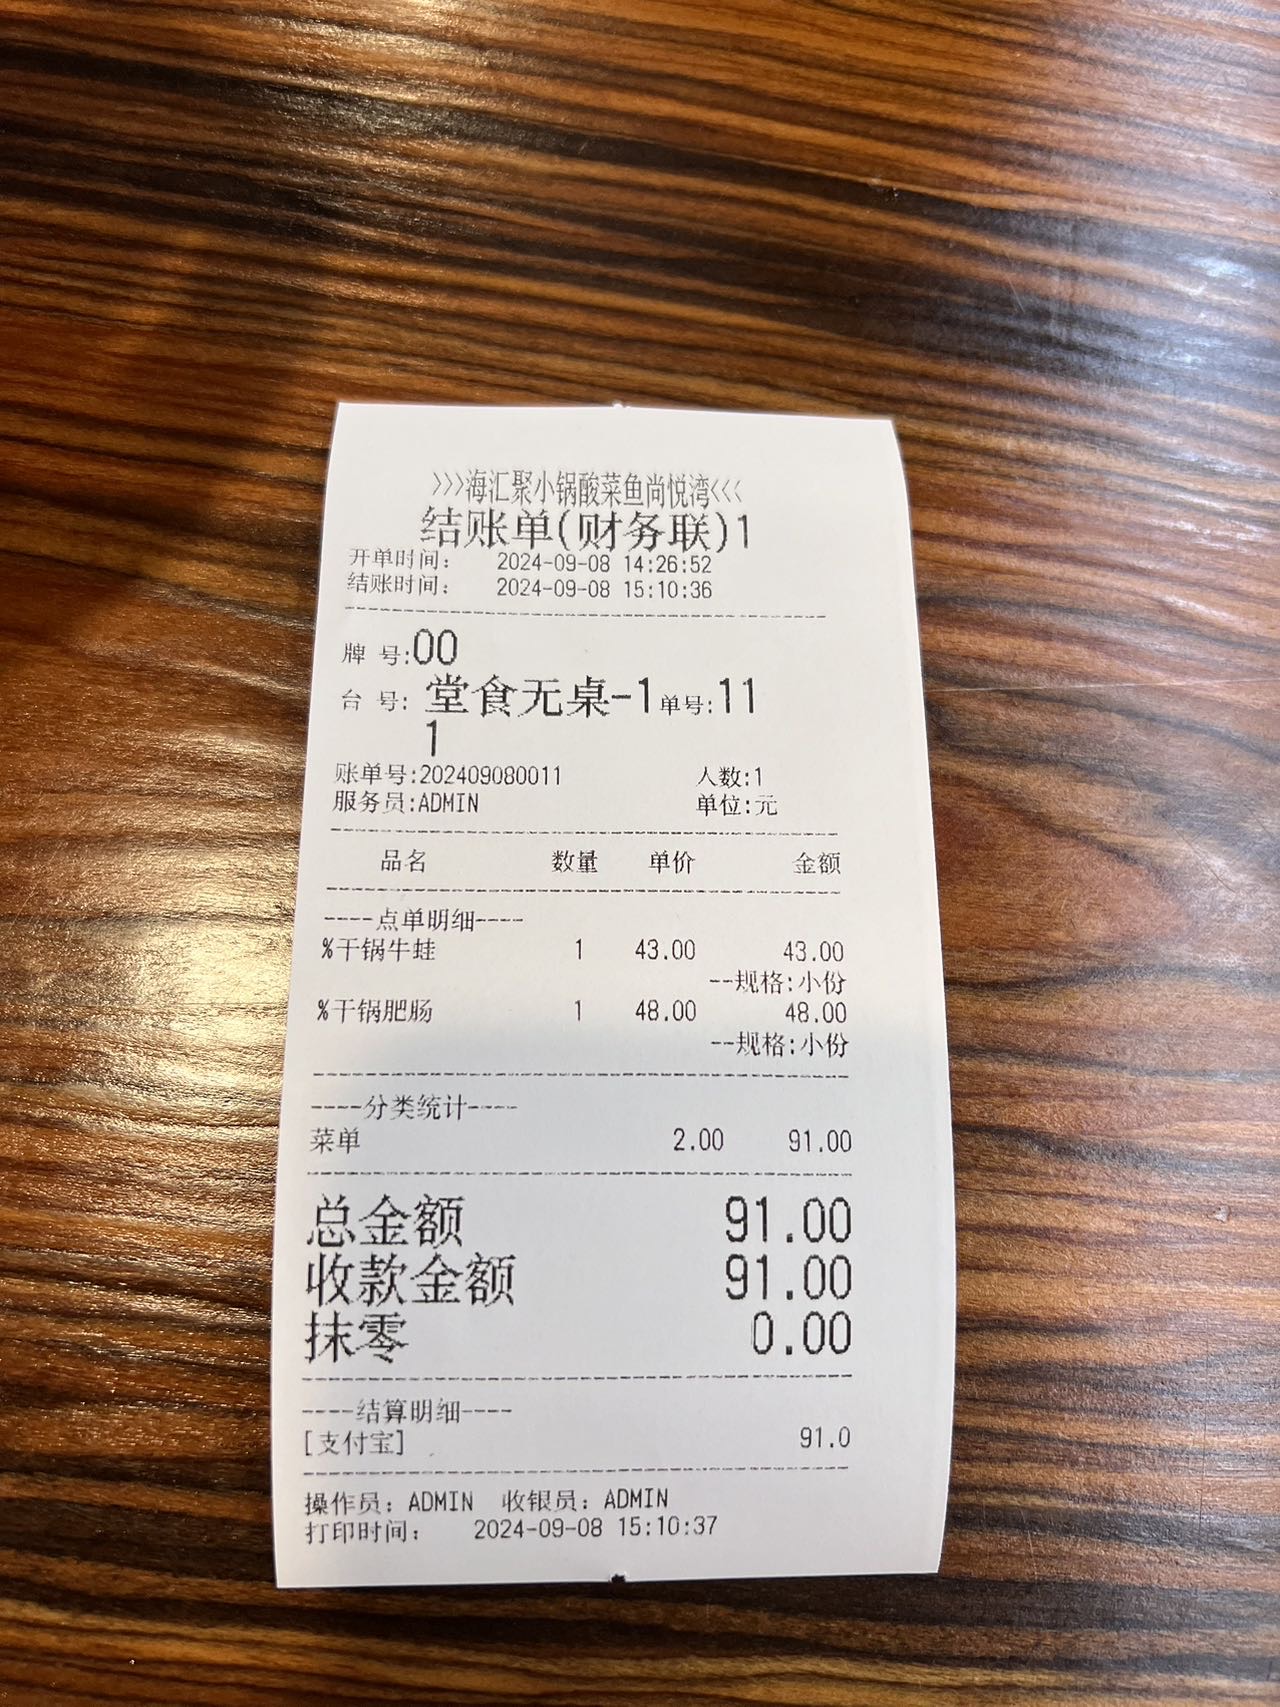 >>>海汇聚小锅酸菜鱼尚悦湾<<<
结账单(财务联)1
开单时间: 2024-09-08 14:26:52
结账时间: 2024-09-08 15:10:36
牌 号:00
台 号: 堂食无桌-1 单号:11
1
账单号:202409080011 人数:1
服务员:ADMIN 单位:元
品名 数量 单价 金额
----点单明细----
%干锅牛蛙 1 43.00 43.00
--规格:小份
%干锅肥肠 1 48.00 48.00
--规格:小份
----分类统计----
菜单 2.00 91.00
总金额 91.00
收款金额 91.00
抹零 0.00
----结算明细----
[支付宝] 91.0
操作员: ADMIN 收银员: ADMIN
打印时间: 2024-09-08 15:10:37